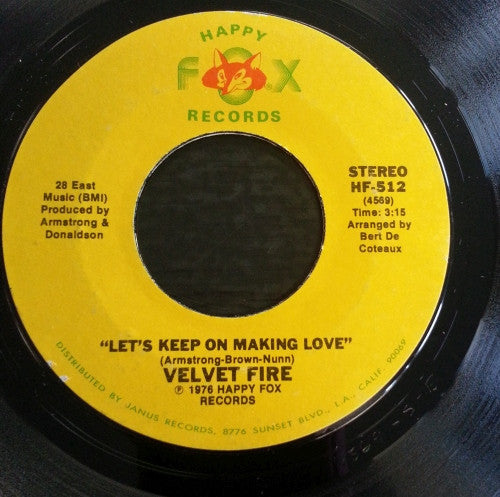 HAPPY
FOX
RECORDS
28 East
Music (BMI)
Produced by
Armstrong &
Donaldson
STEREO
HF-512
(4569)
Time: 3:15
Arranged by
Bert De
Coteaux
"LET'S KEEP ON MAKING LOVE"
(Armstrong-Brown-Nunn)
VELVET FIRE
℗ 1976 HAPPY FOX
RECORDS
DISTRIBUTED BY JANUS RECORDS, 8776 SUNSET BLVD., L.A., CALIF. 90069